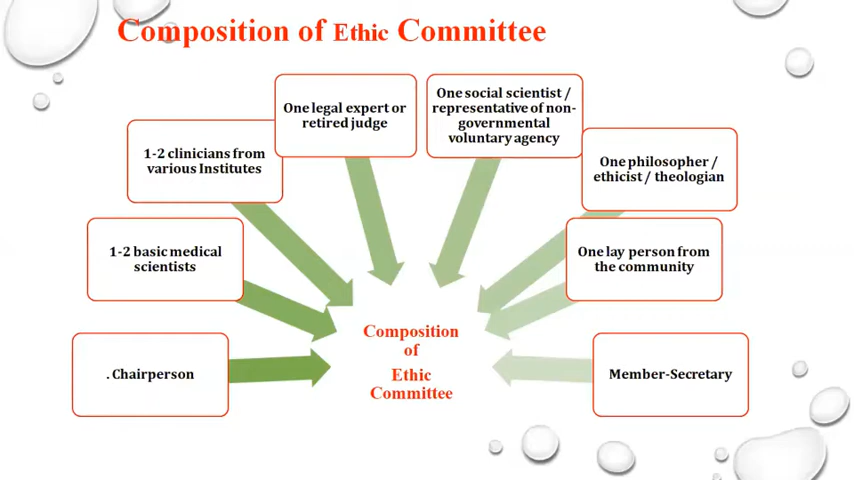 Composition of Ethic Committee
One legal expert or
retired judge
One social scientist /
representative of non-
governmental
voluntary agency
1-2 clinicians from
various Institutes
One philosopher /
ethicist / theologian
1-2 basic medical
scientists
One lay person from
the community
. Chairperson
Composition
of
Ethic
Committee
Member-Secretary